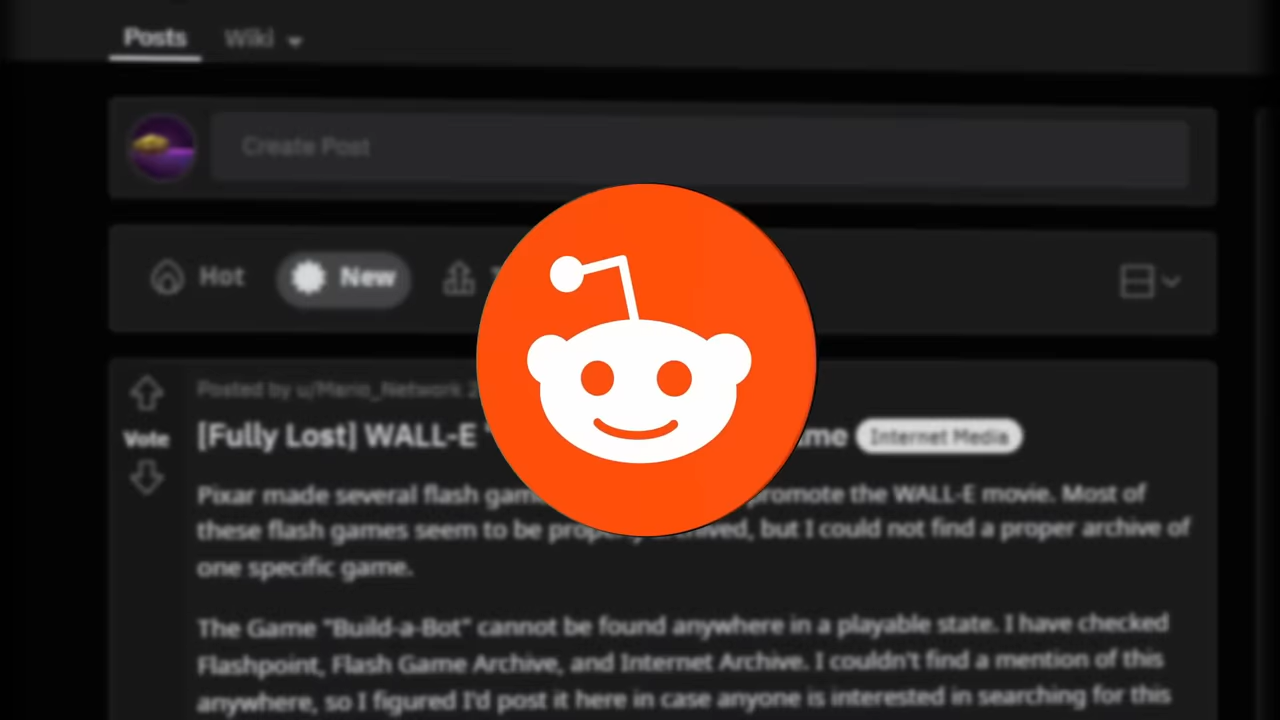 Posts Wiki
Create Post
Hot New
Posted by u/Mario_Network
[Fully Lost] WALL-E Internet Media
Vote
Pixar made several flash promote the WALL-E movie. Most of
these flash games seem to be but I could not find a proper archive of
one specific game.
The Game "Build-a-Bot" cannot be found anywhere in a playable state. I have checked
Flashpoint, Flash Game Archive, and Internet Archive. I couldn't find a mention of this
anywhere, so I figured I'd post it here in case anyone is interested in searching for this